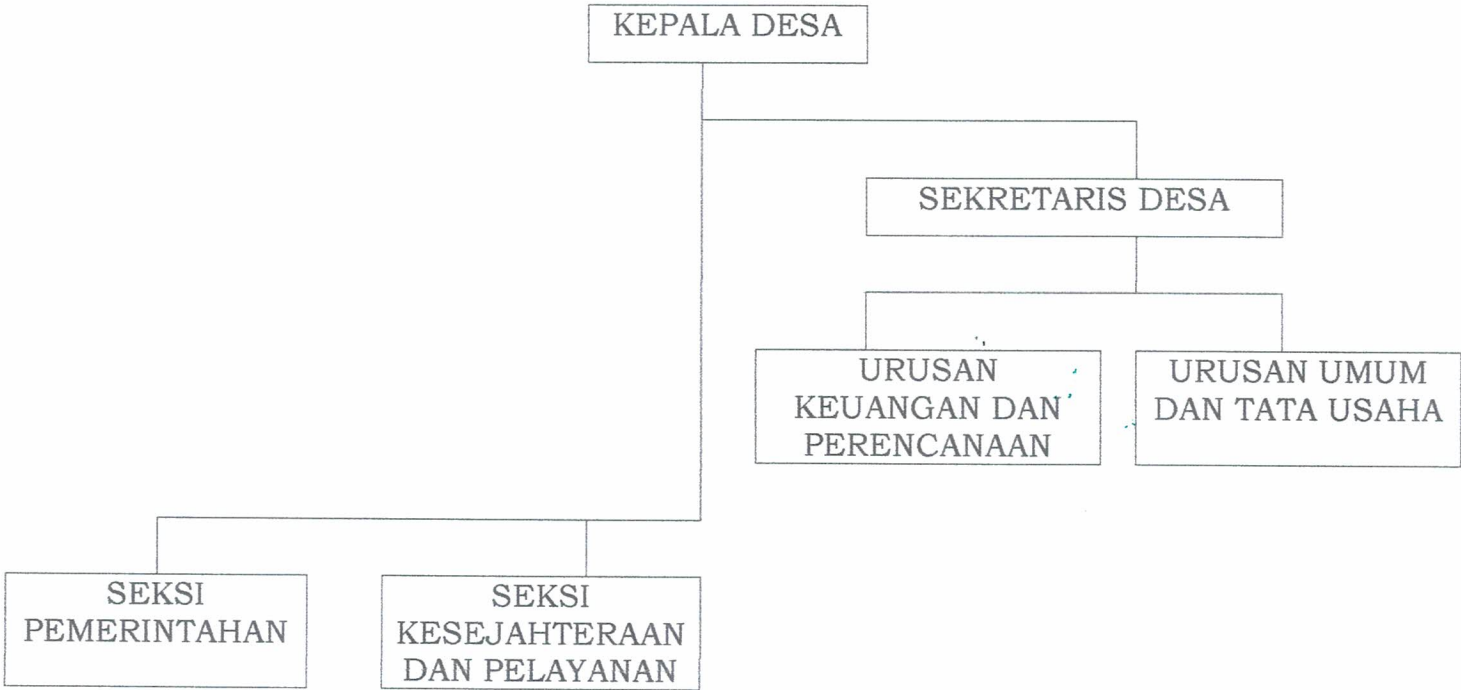 KEPALA DESA
SEKRETARIS DESA
URUSAN
KEUANGAN DAN
PERENCANAAN
URUSAN UMUM
DAN TATA USAHA
SEKSI
PEMERINTAHAN
SEKSI
KESEJAHTERAAN
DAN PELAYANAN